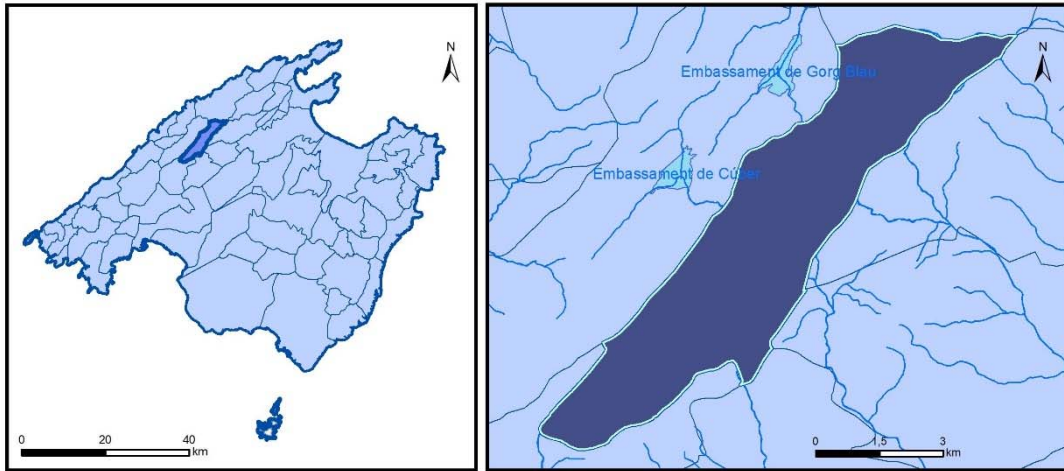 N
0 20 40
km
N
Embassament de Gorg Blau
Embassament de Cúber
0 1,5 3
km